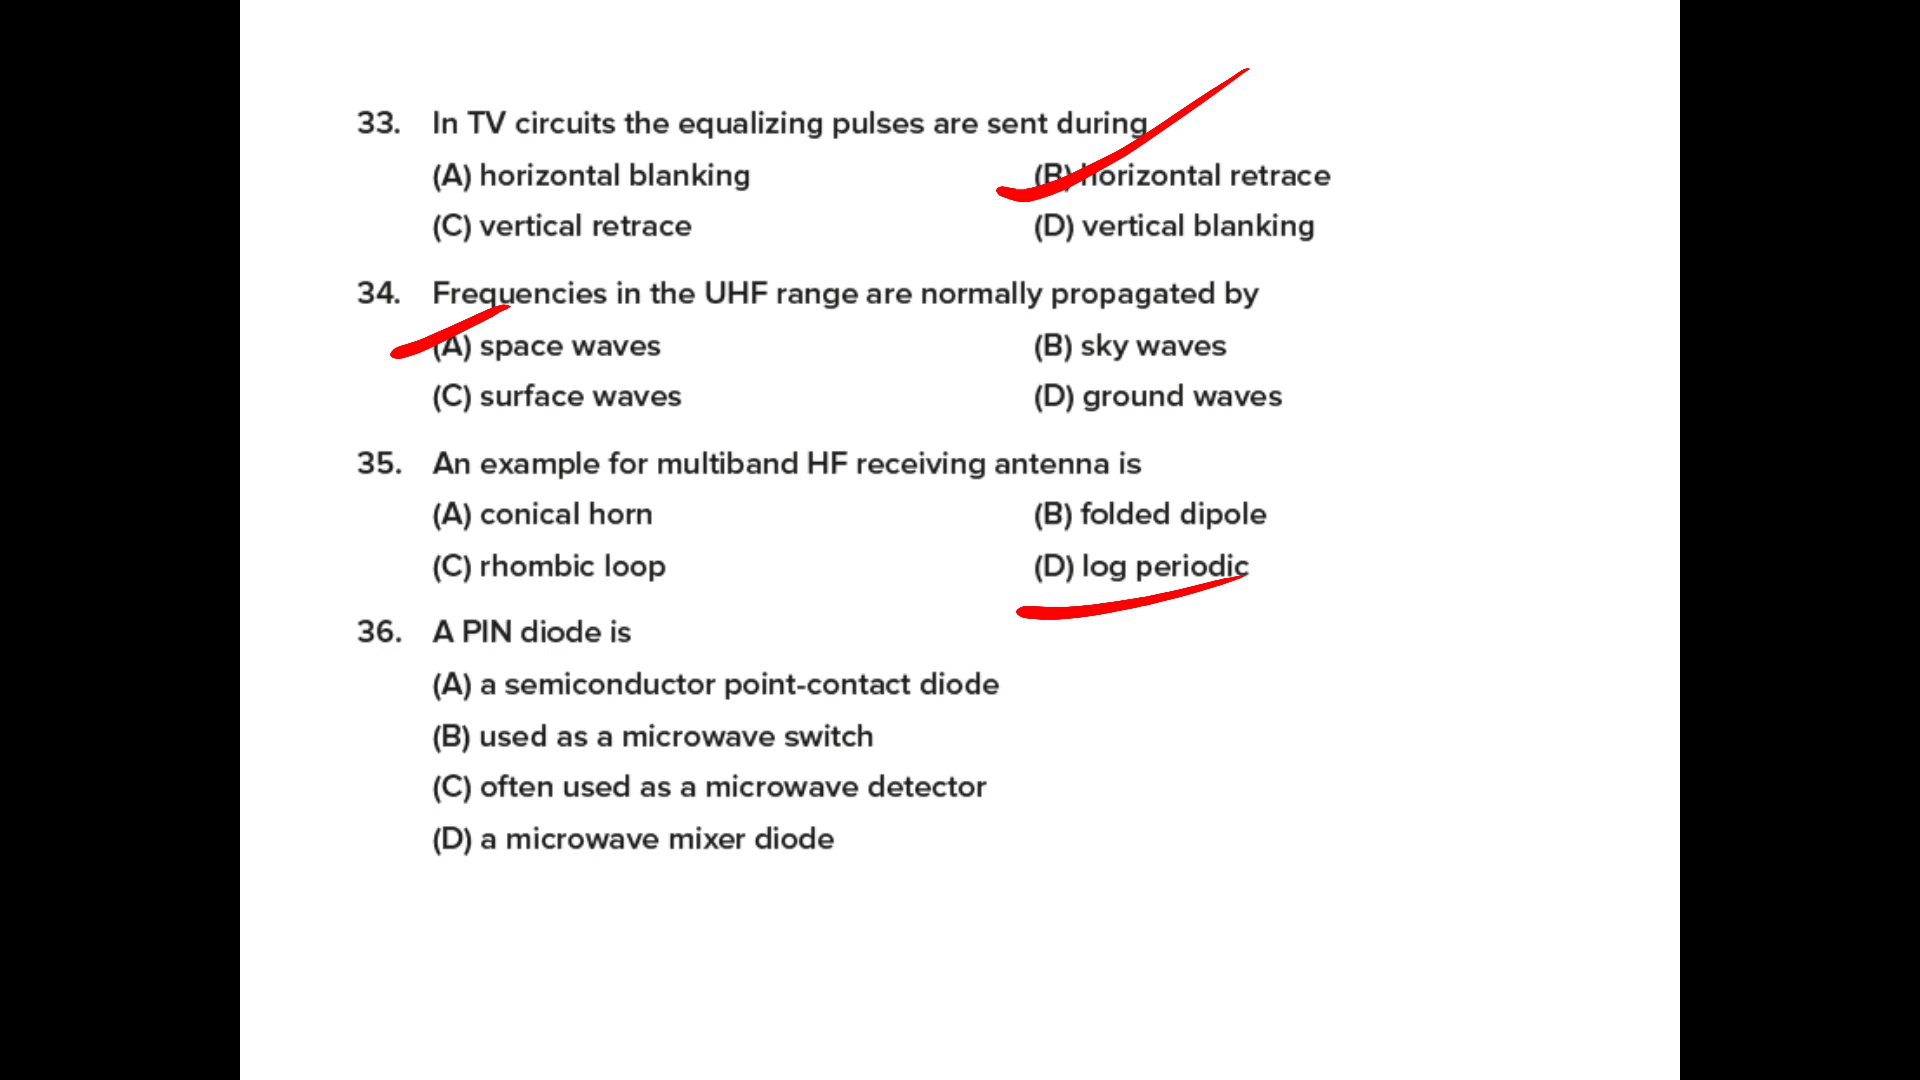 33. In TV circuits the equalizing pulses are sent during
(A) horizontal blanking (B) horizontal retrace
(C) vertical retrace (D) vertical blanking
34. Frequencies in the UHF range are normally propagated by
(A) space waves (B) sky waves
(C) surface waves (D) ground waves
35. An example for multiband HF receiving antenna is
(A) conical horn (B) folded dipole
(C) rhombic loop (D) log periodic
36. A PIN diode is
(A) a semiconductor point-contact diode
(B) used as a microwave switch
(C) often used as a microwave detector
(D) a microwave mixer diode